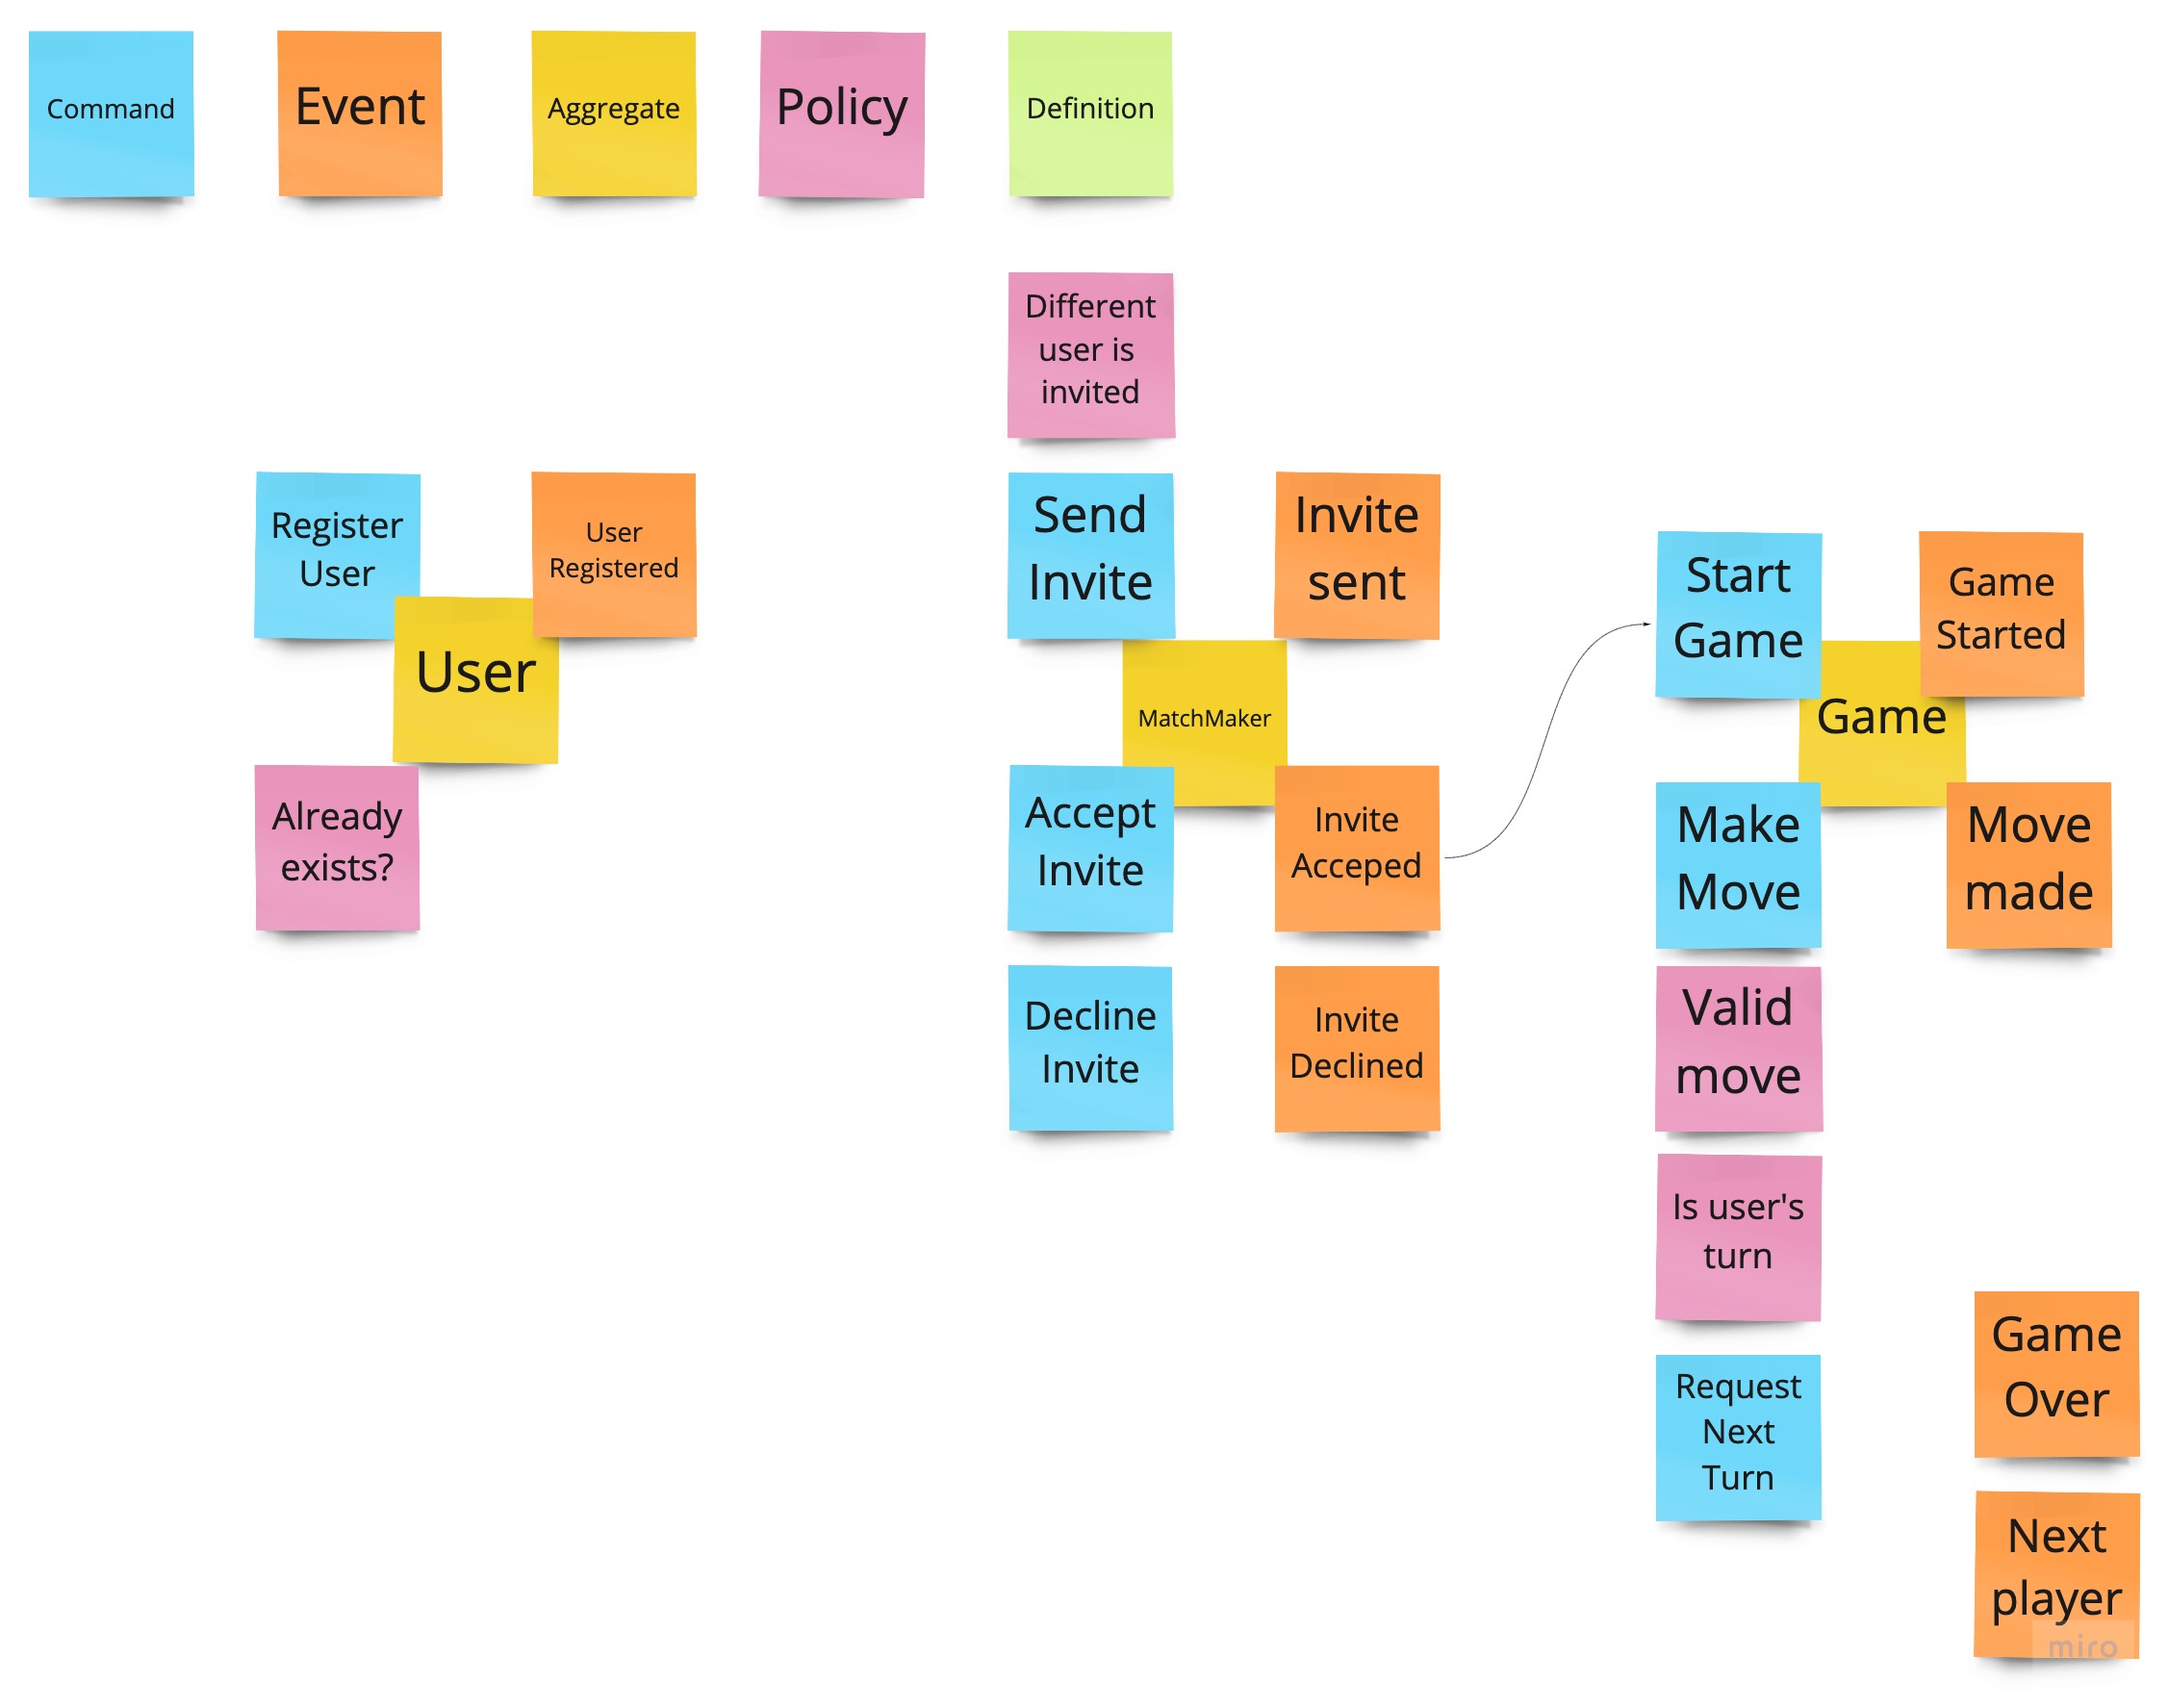 Command
Event
Aggregate
Policy
Definition
Different
user is
invited
Register
User
User
Registered
User
Already
exists?
Send
Invite
Invite
sent
MatchMaker
Accept
Invite
Invite
Acceped
Decline
Invite
Invite
Declined
Start
Game
Game
Started
Game
Make
Move
Move
made
Valid
move
Is user's
turn
Request
Next
Turn
Game
Over
Next
player
miro